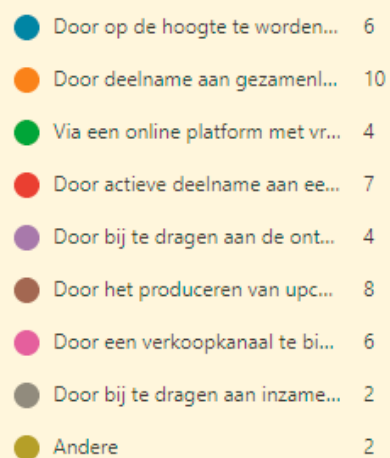 Door op de hoogte te worden... 6
Door deelname aan gezamenl... 10
Via een online platform met vr... 4
Door actieve deelname aan ee... 7
Door bij te dragen aan de ont... 4
Door het produceren van upc... 8
Door een verkoopkanaal te bi... 6
Door bij te dragen aan inzame... 2
Andere 2